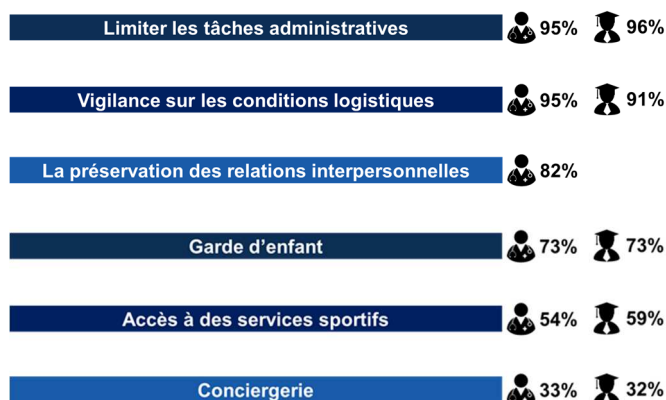 Limiter les tâches administratives 95% 96%
Vigilance sur les conditions logistiques 95% 91%
La préservation des relations interpersonnelles 82%
Garde d’enfant 73% 73%
Accès à des services sportifs 54% 59%
Conciergerie 33% 32%